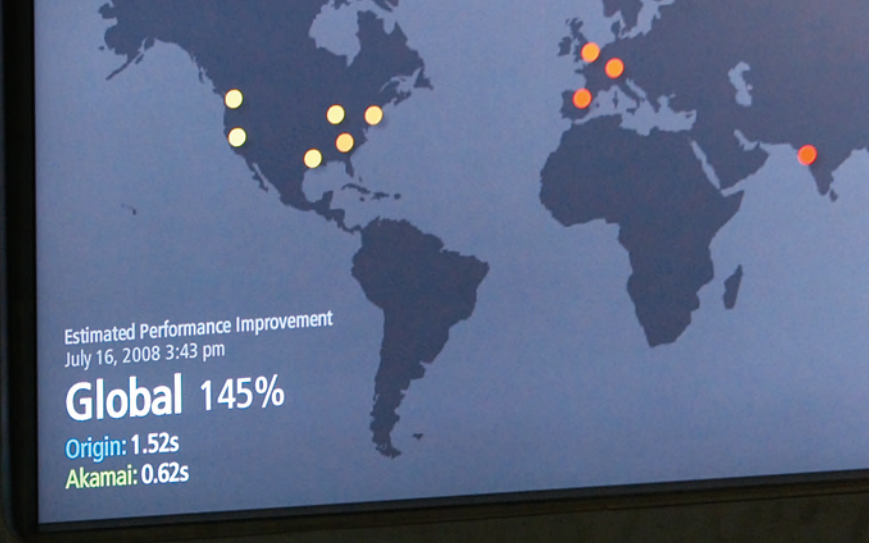 Estimated Performance Improvement
July 16, 2008 3:43 pm
Global 145%
Origin: 1.52s
Akamai: 0.62s